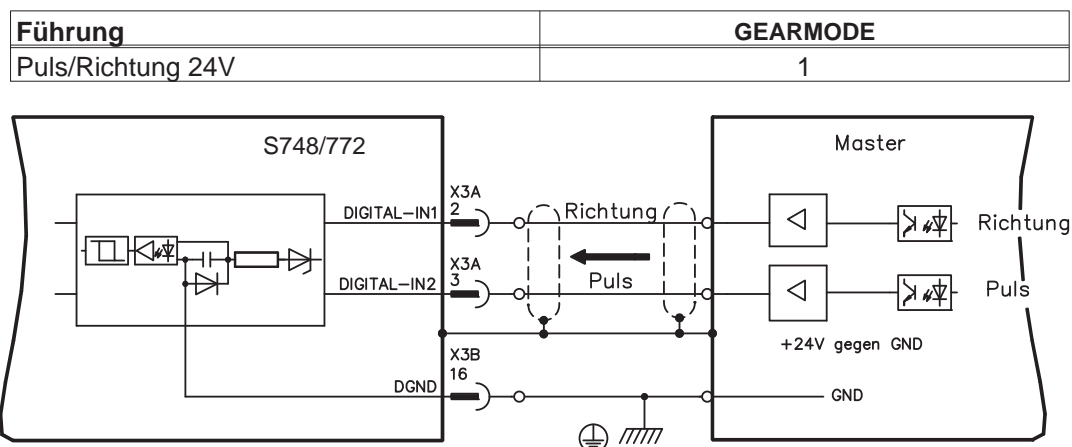 Führung GEARMODE
Puls/Richtung 24V 1
S748/772 Master
X3A
DIGITAL-IN1 2 Richtung Richtung
X3A
DIGITAL-IN2 3 Puls Puls
+24V gegen GND
X3B
16
DGND GND